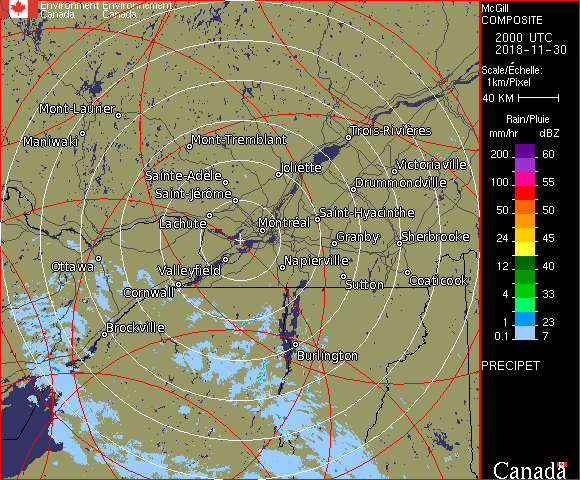 Environment Environnement
Canada Canada
McGill
COMPOSITE
2000 UTC
2018-11-30
Scale/Échelle:
1km/Pixel
40 KM
Rain/Pluie
mm/hr dBZ
200 60
100 55
50 50
24 45
12 40
4 33
1 23
0.1 7
PRECIPET
Canada
Mont-Laurier
Maniwaki
Mont-Tremblant
Trois-Rivières
Joliette
Victoriaville
Sainte-Adèle
Drummondville
Saint-Jérôme
Lachute
Montréal
Saint-Hyacinthe
Granby
Sherbrooke
Ottawa
Valleyfield
Napierville
Cornwall
Sutton
Coaticook
Brockville
Burlington